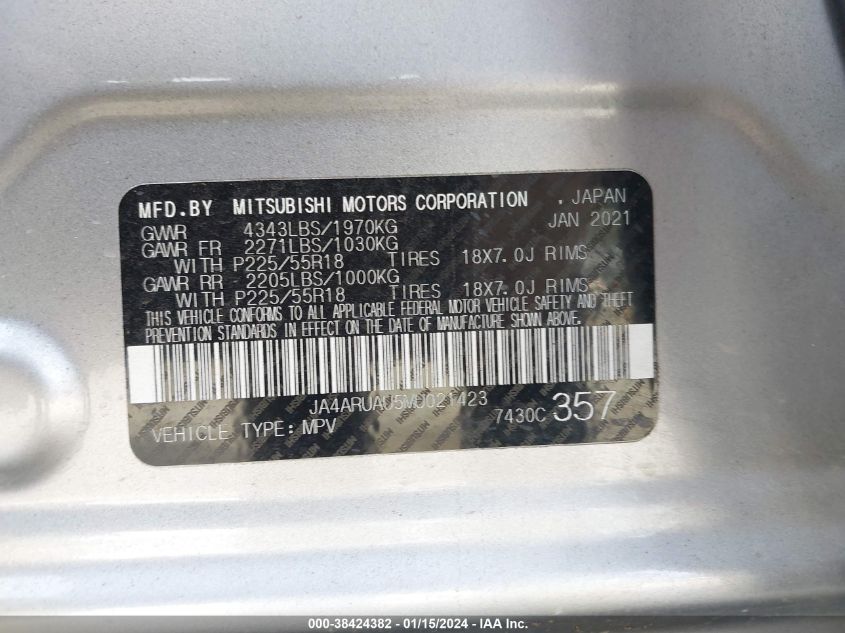 MFD.BY MITSUBISHI MOTORS CORPORATION , JAPAN
GVWR 4343LBS/1970KG JAN 2021
GAWR FR 2271LBS/1030KG
WITH P225/55R18 TIRES 18X7.0J RIMS
GAWR RR 2205LBS/1000KG
WITH P225/55R18 TIRES 18X7.0J RIMS
THIS VEHICLE CONFORMS TO ALL APPLICABLE FEDERAL MOTOR VEHICLE SAFETY AND THEFT
PREVENTION STANDARDS IN EFFECT ON THE DATE OF MANUFACTURE SHOWN ABOVE.
JA4ARUAU5MU021423
VEHICLE TYPE: MPV 7430C 357
000-38424382 - 01/15/2024 - IAA Inc.